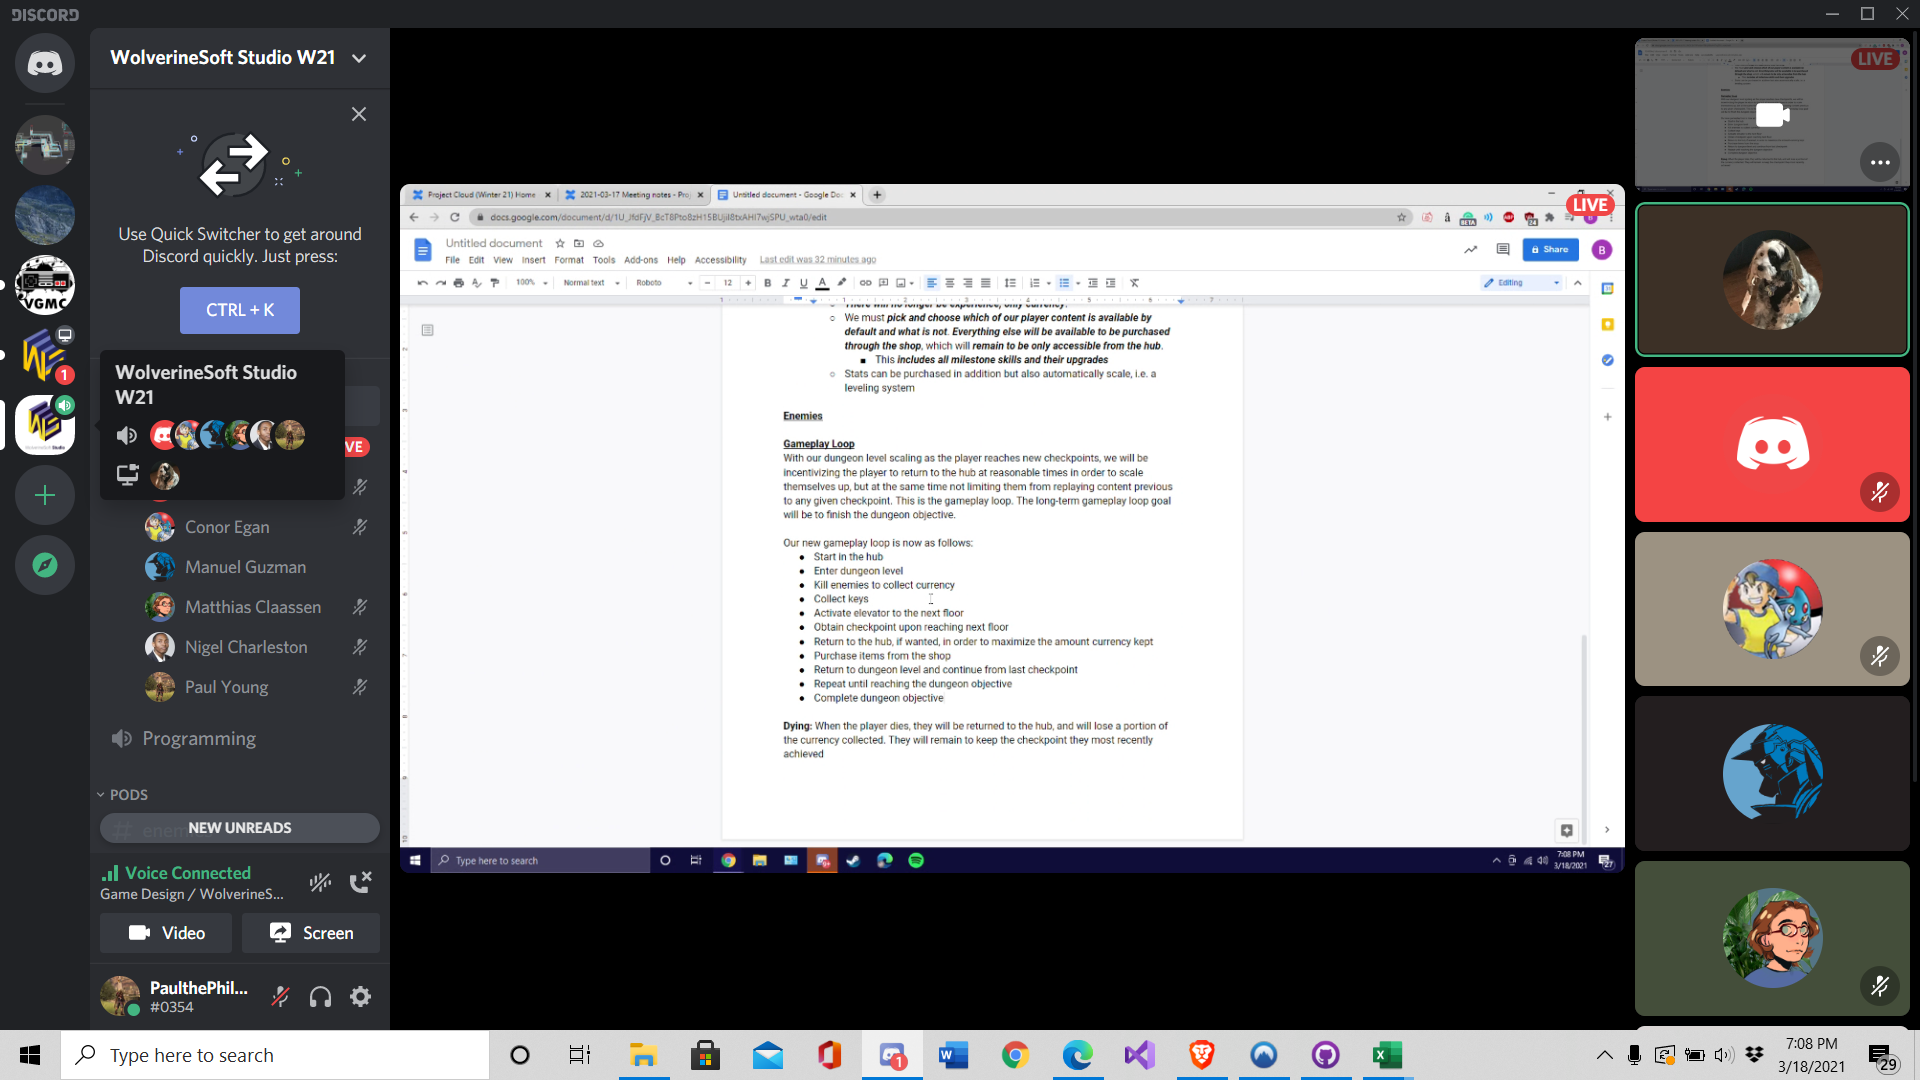 DISCORD
WolverineSoft Studio W21
Use Quick Switcher to get around
Discord quickly. Just press:
CTRL + K
VGMC
1
WolverineSoft Studio
W21
VE
Conor Egan
Manuel Guzman
Matthias Claassen
Nigel Charleston
Paul Young
Programming
PODS
NEW UNREADS
Voice Connected
Game Design / WolverineS...
Video
Screen
PaulthePhil...
#0354
Project Cloud (Winter 21) Home
2021-03-17 Meeting notes - Pro
Untitled document - Google Do
LIVE
Untitled document
File Edit View Insert Format Tools Add-ons Help Accessibility Last edit was 32 minutes ago
Share
B
100% Normal text Roboto 12 B I U A
Editing
There will no longer be experience, only currency.
We must pick and choose which of our player content is available by
default and what is not. Everything else will be available to be purchased
through the shop, which will remain to be only accessible from the hub.
This includes all milestone skills and their upgrades
Stats can be purchased in addition but also automatically scale, i.e. a
leveling system
Enemies
Gameplay Loop
With our dungeon level scaling as the player reaches new checkpoints, we will be
incentivizing the player to return to the hub at reasonable times in order to scale
themselves up, but at the same time not limiting them from replaying content previous
to any given checkpoint. This is the gameplay loop. The long-term gameplay loop goal
will be to finish the dungeon objective.
Our new gameplay loop is now as follows:
Start in the hub
Enter dungeon level
Kill enemies to collect currency
Collect keys
Activate elevator to the next floor
Obtain checkpoint upon reaching next floor
Return to the hub, if wanted, in order to maximize the amount currency kept
Purchase items from the shop
Return to dungeon level and continue from last checkpoint
Repeat until reaching the dungeon objective
Complete dungeon objective
Dying: When the player dies, they will be returned to the hub, and will lose a portion of
the currency collected. They will remain to keep the checkpoint they most recently
achieved
Type here to search
7:08 PM
3/18/2021
27
LIVE
Type here to search
1
7:08 PM
3/18/2021
29